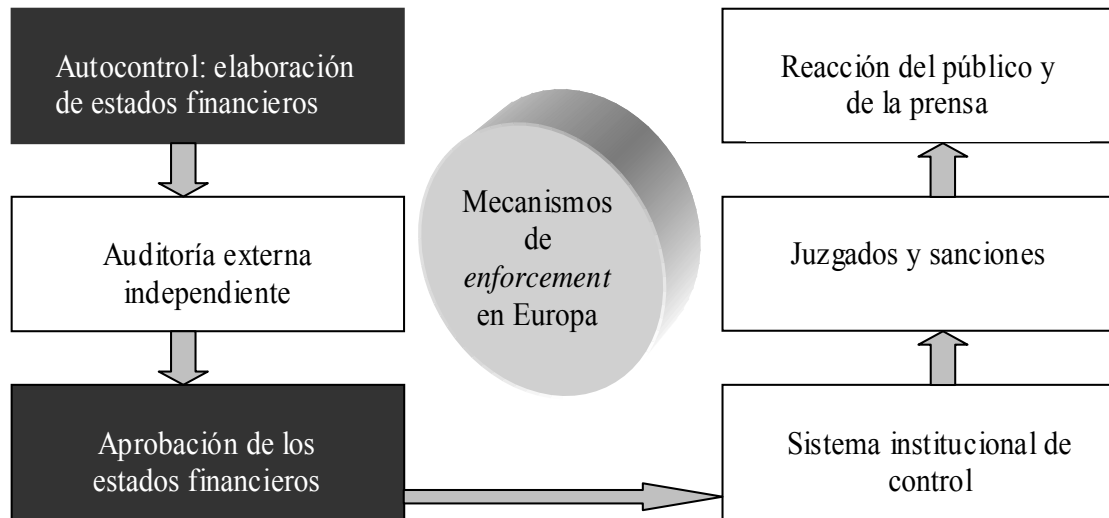 Autocontrol: elaboración
de estados financieros
Auditoría externa
independiente
Aprobación de los
estados financieros
Mecanismos
de
enforcement
en Europa
Sistema institucional de
control
Juzgados y sanciones
Reacción del público y
de la prensa